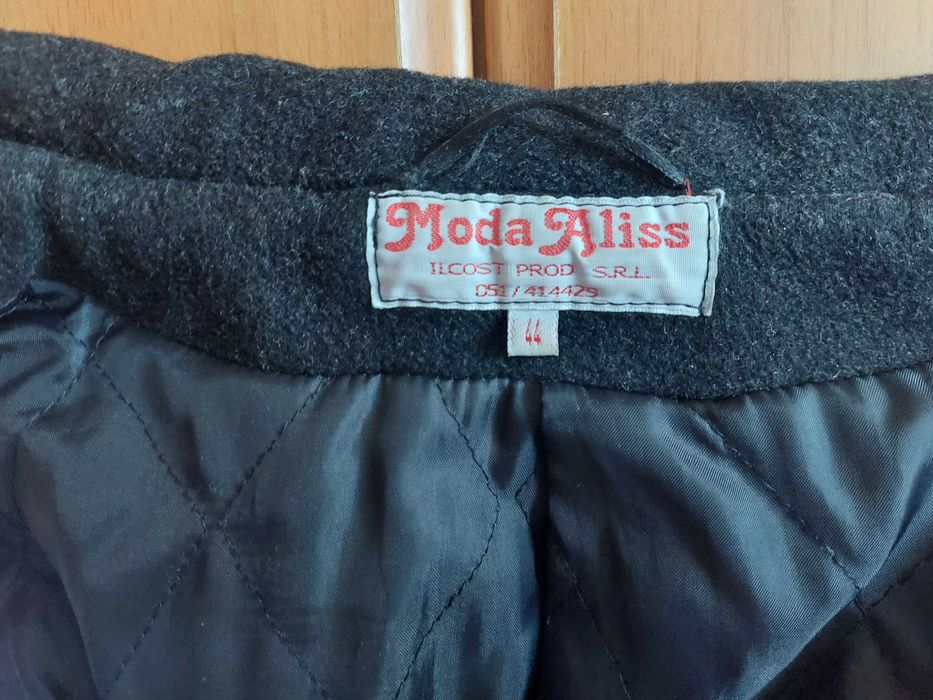 Moda Aliss
ILCOST PROD S.R.L.
051/414429
44